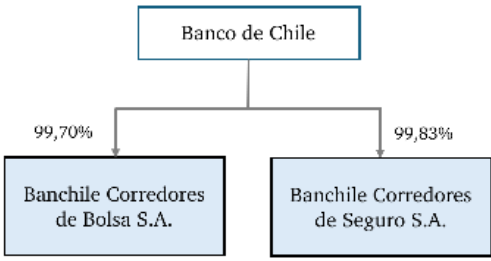 Banco de Chile
99,70%
99,83%
Banchile Corredores
de Bolsa S.A.
Banchile Corredores
de Seguro S.A.